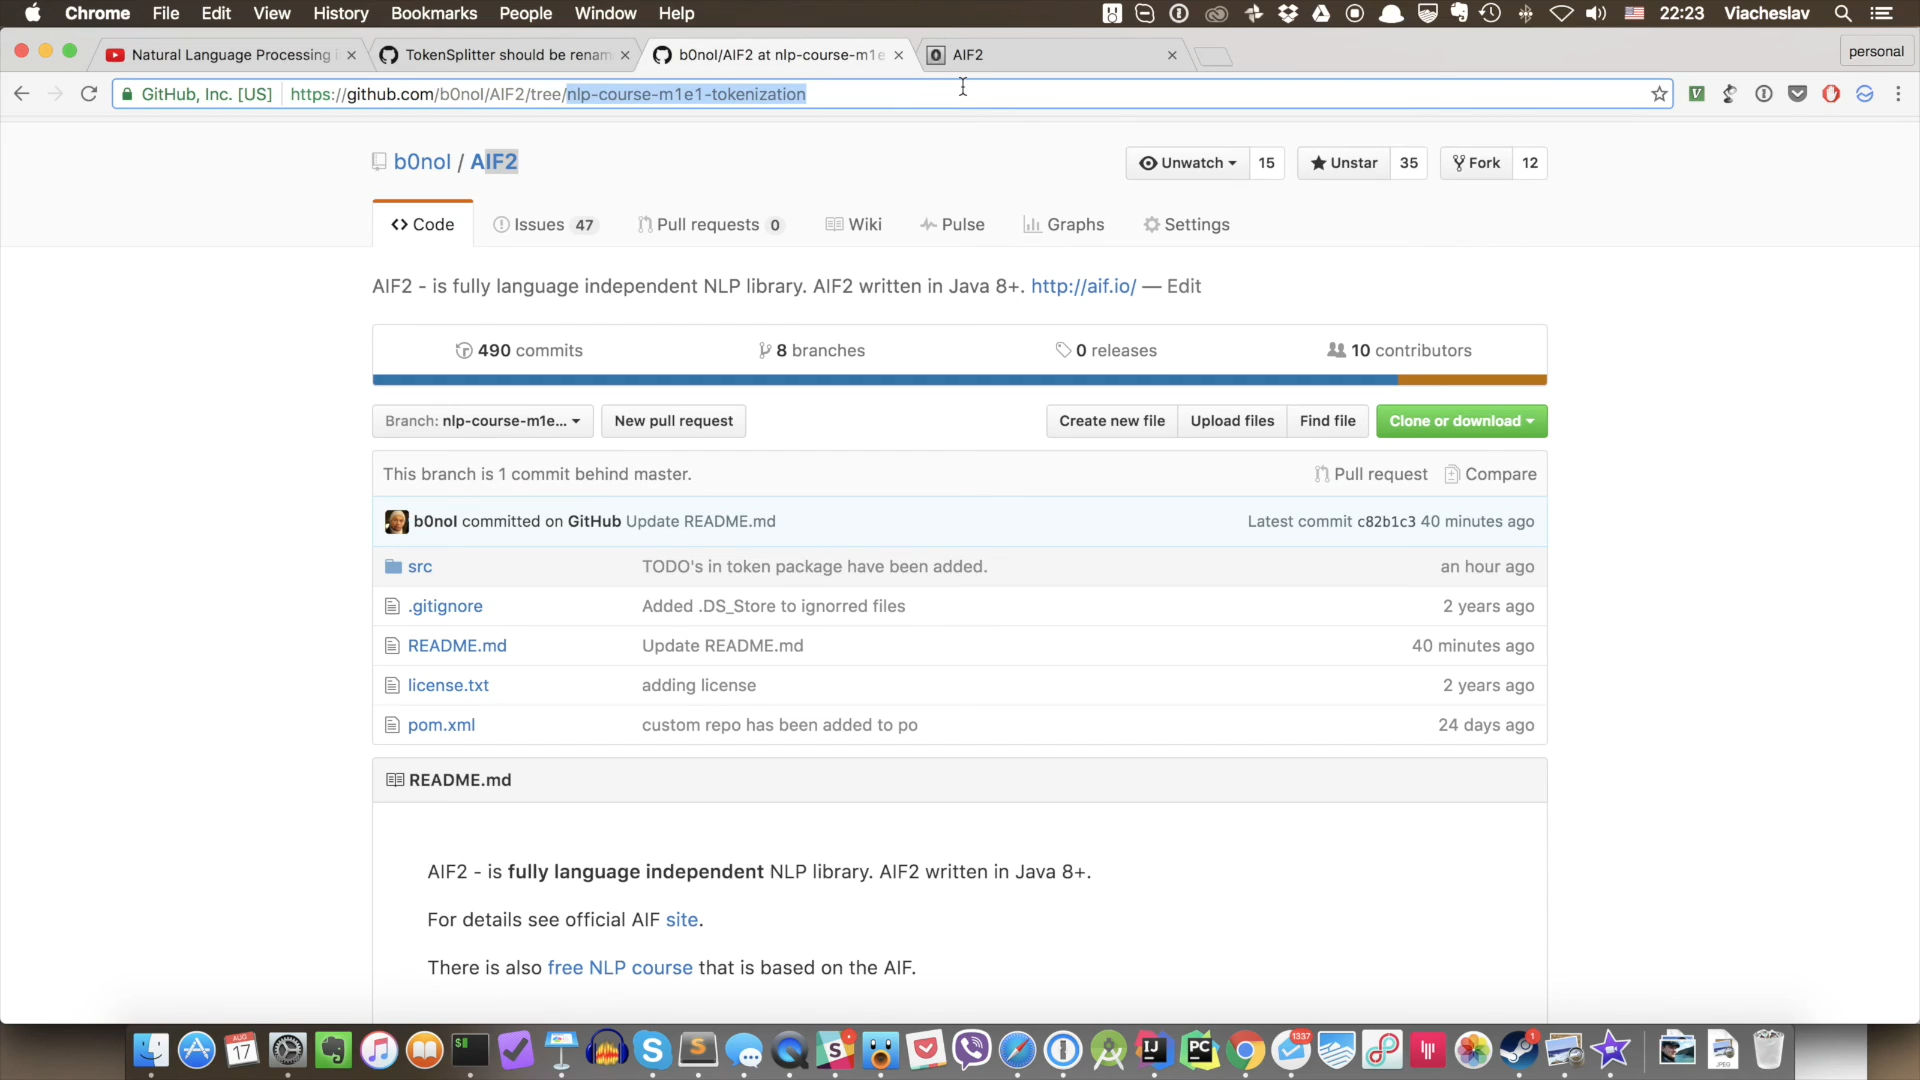 Chrome File Edit View History Bookmarks People Window Help 22:23 Viacheslav
Natural Language Processing i TokenSplitter should be renam b0noI/AIF2 at nlp-course-m1e AIF2 personal
GitHub, Inc. [US] https://github.com/b0noI/AIF2/tree/nlp-course-m1e1-tokenization
b0noI / AIF2 Unwatch 15 Unstar 35 Fork 12
Code Issues 47 Pull requests 0 Wiki Pulse Graphs Settings
AIF2 - is fully language independent NLP library. AIF2 written in Java 8+. http://aif.io/ — Edit
490 commits 8 branches 0 releases 10 contributors
Branch: nlp-course-m1e... New pull request Create new file Upload files Find file Clone or download
This branch is 1 commit behind master. Pull request Compare
b0noI committed on GitHub Update README.md Latest commit c82b1c3 40 minutes ago
src TODO's in token package have been added. an hour ago
.gitignore Added .DS_Store to ignorred files 2 years ago
README.md Update README.md 40 minutes ago
license.txt adding license 2 years ago
pom.xml custom repo has been added to po 24 days ago
README.md
AIF2 - is fully language independent NLP library. AIF2 written in Java 8+.
For details see official AIF site.
There is also free NLP course that is based on the AIF.
AUG 17 1337 1